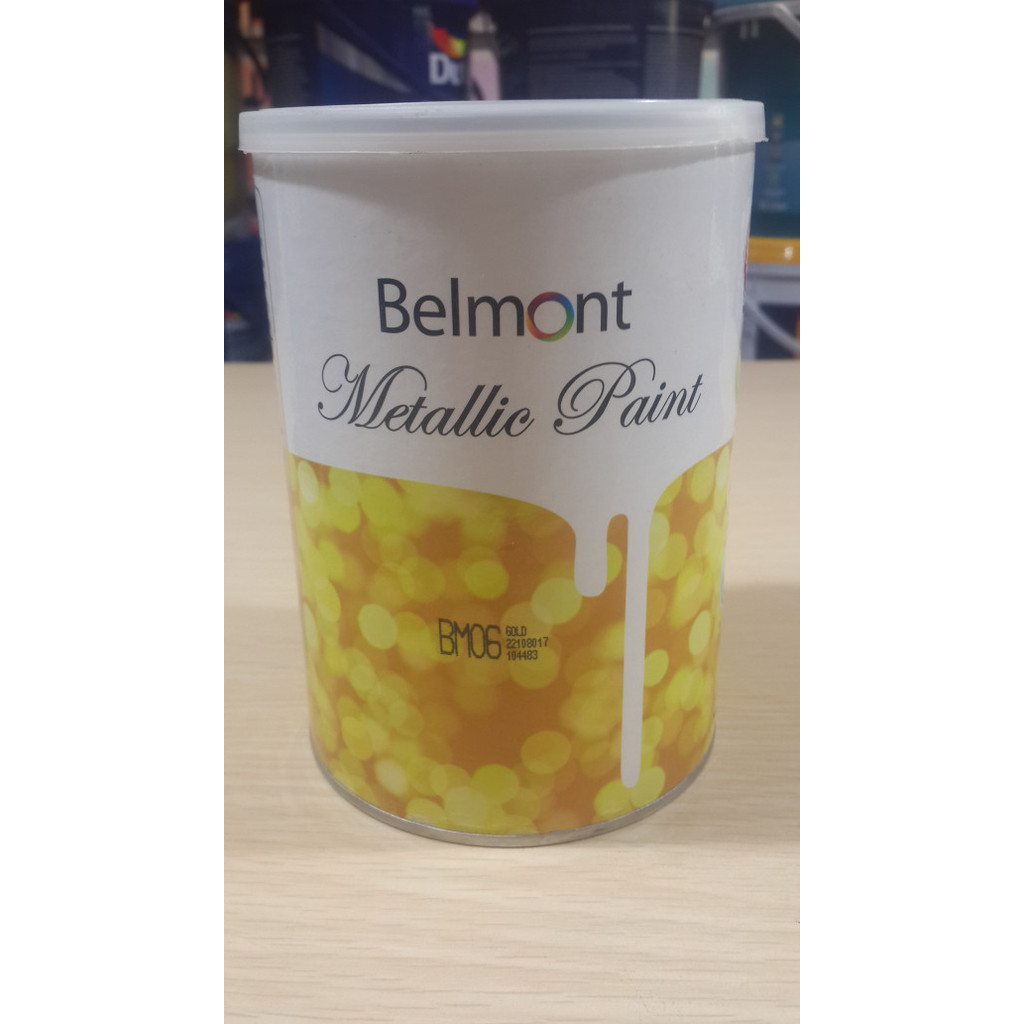 Belmont
Metallic Paint
BM06
GOLD
22108017
104483